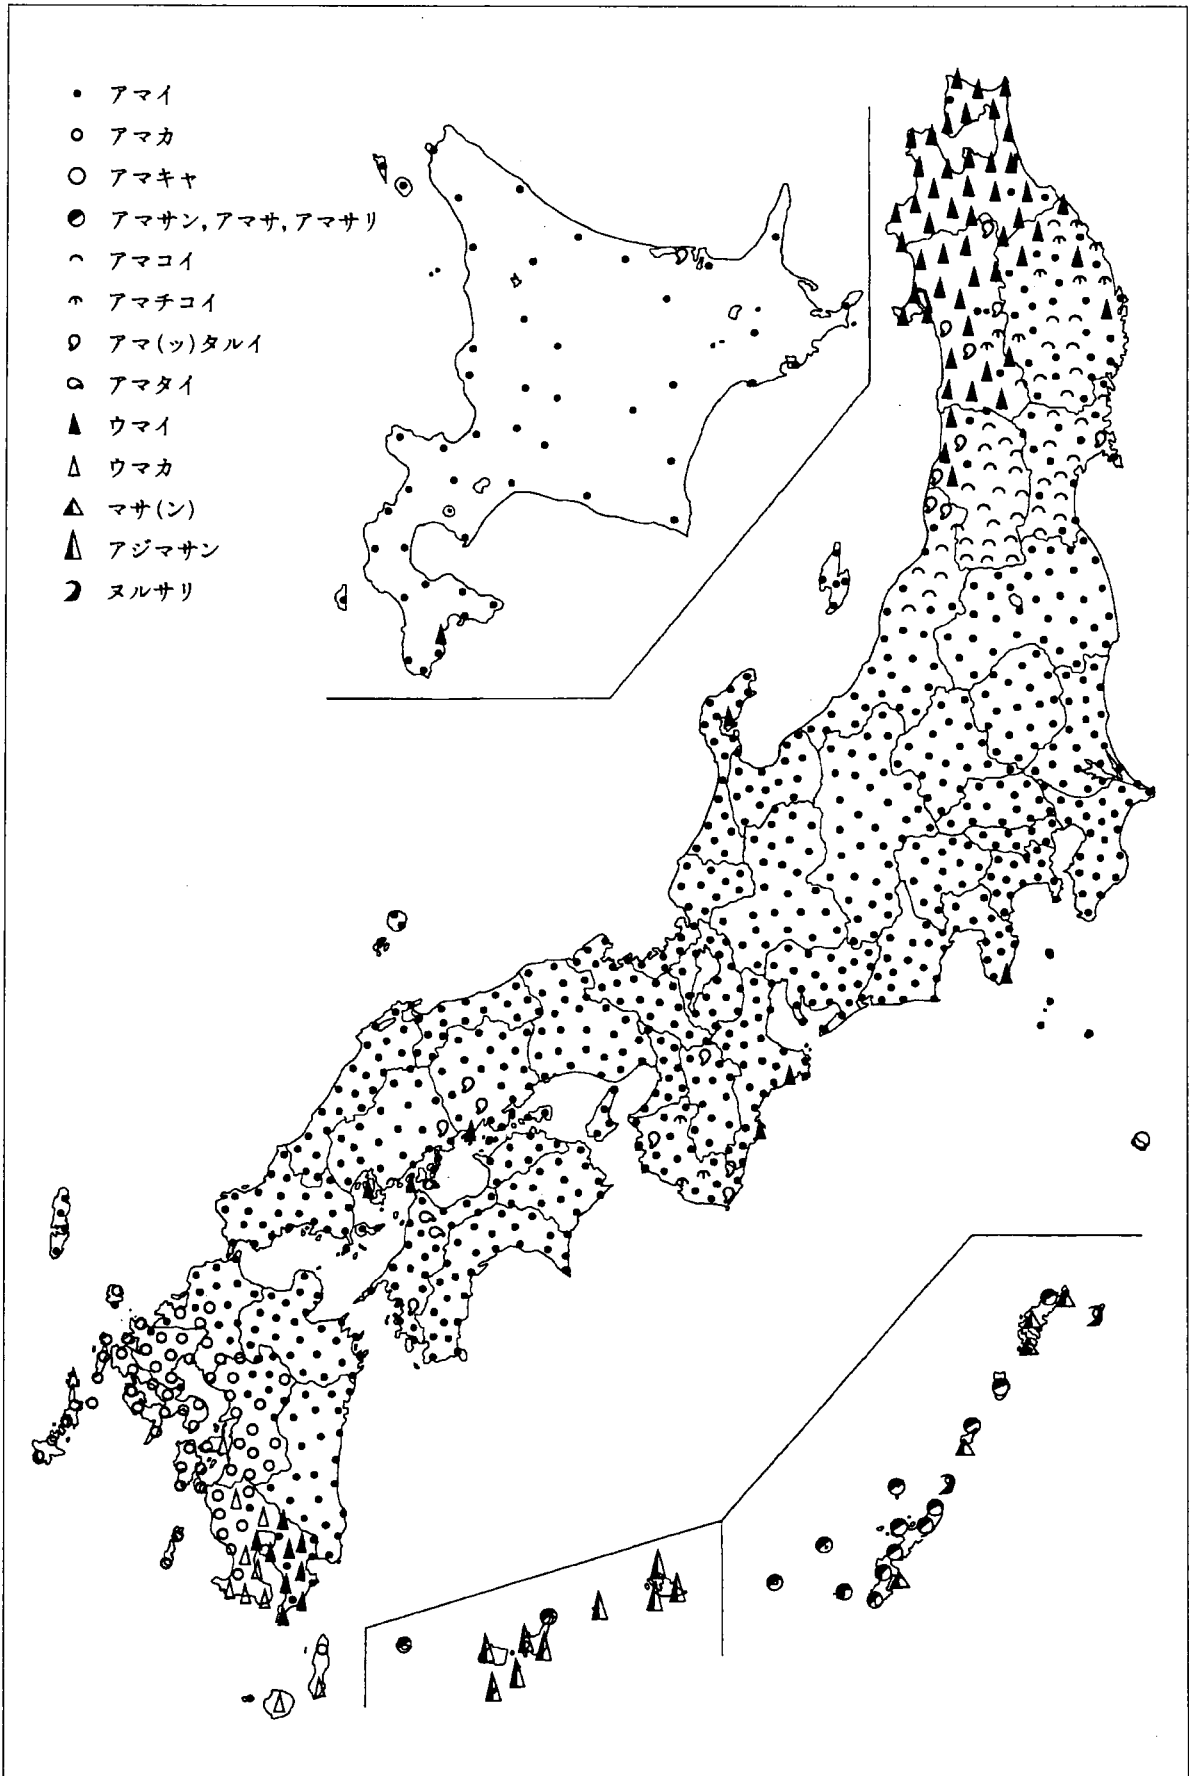 アマイ
アマカ
アマキャ
アマサン,アマサ,アマサリ
アマコイ
アマチコイ
アマ(ッ)タルイ
アマタイ
ウマイ
ウマカ
マサ(ン)
アジマサン
ヌルサリ